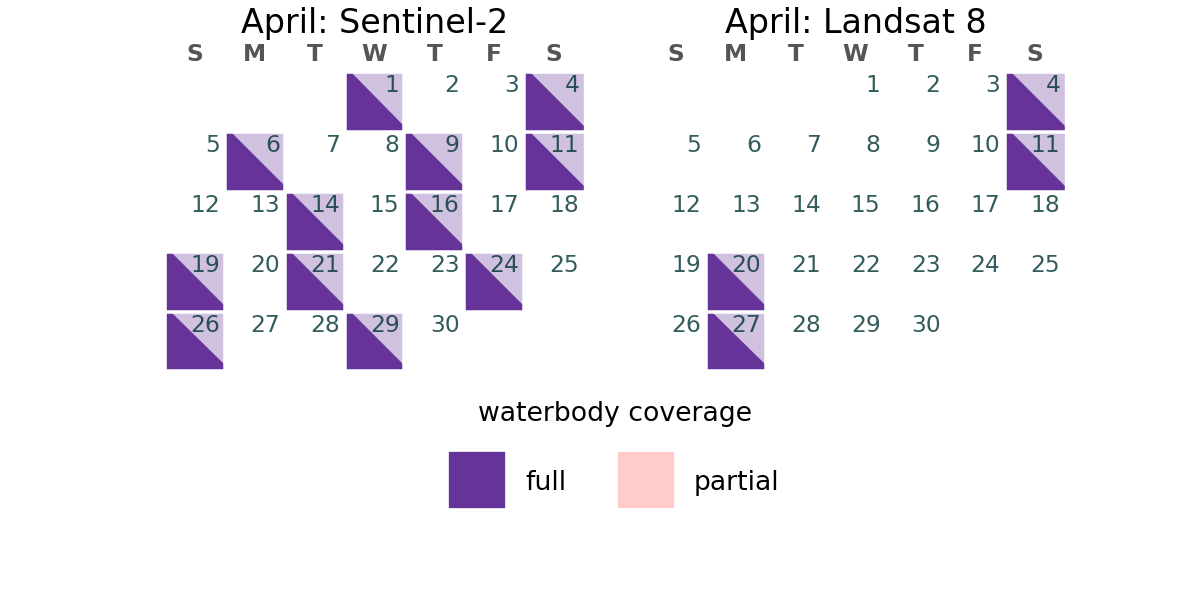 April: Sentinel-2
S M T W T F S
1 2 3 4
5 6 7 8 9 10 11
12 13 14 15 16 17 18
19 20 21 22 23 24 25
26 27 28 29 30
April: Landsat 8
S M T W T F S
1 2 3 4
5 6 7 8 9 10 11
12 13 14 15 16 17 18
19 20 21 22 23 24 25
26 27 28 29 30
waterbody coverage
full partial